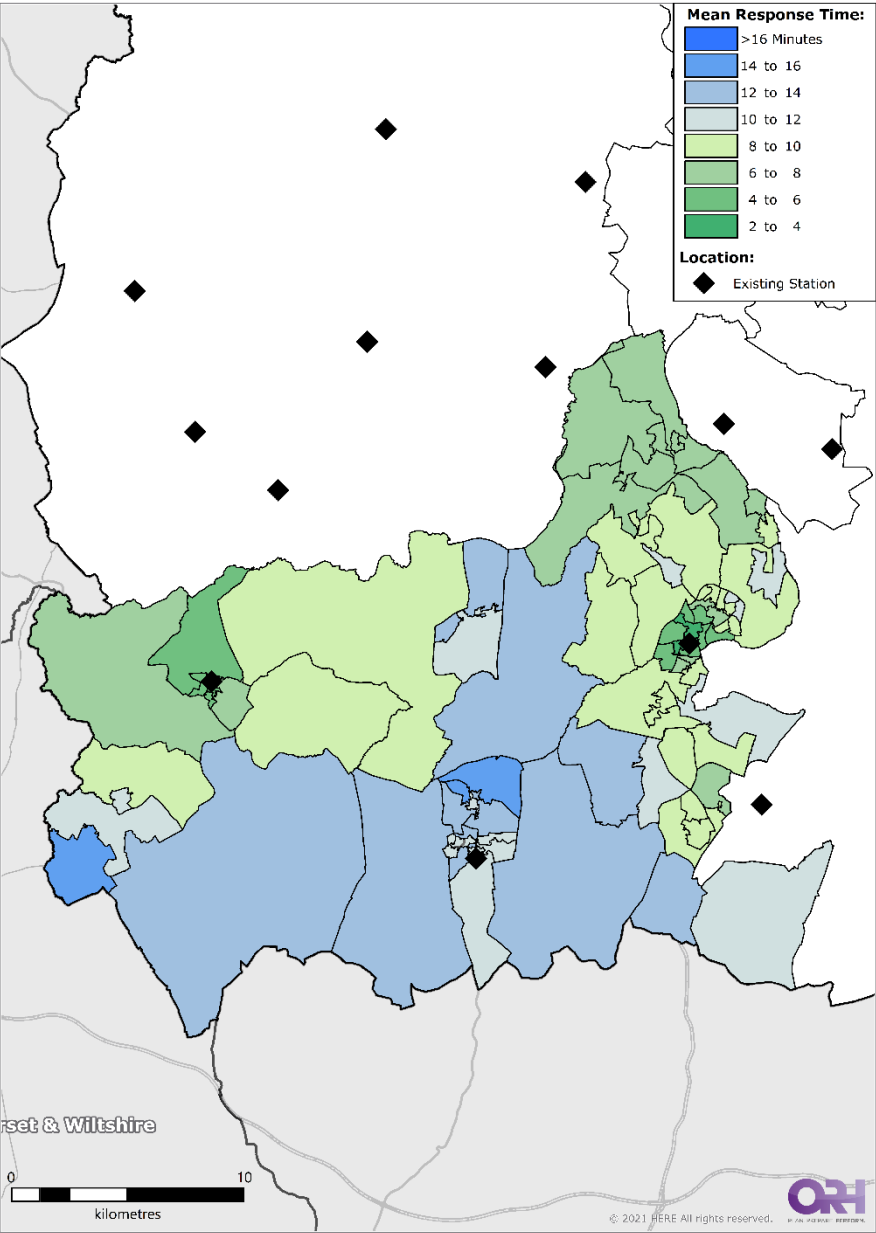 Mean Response Time:
>16 Minutes
14 to 16
12 to 14
10 to 12
8 to 10
6 to 8
4 to 6
2 to 4
Location:
Existing Station
rset & Wiltshire
0 10
kilometres
© 2021 HERE All rights reserved.
ORH